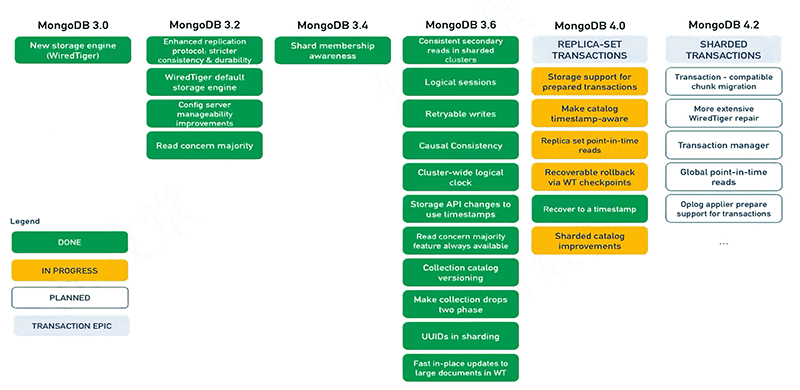 MongoDB 3.0
New storage engine
(WiredTiger)
MongoDB 3.2
Enhanced replication
protocol: stricter
consistency & durability
WiredTiger default
storage engine
Config server
manageability
improvements
Read concern majority
MongoDB 3.4
Shard membership
awareness
MongoDB 3.6
Consistent secondary
reads in sharded
clusters
Logical sessions
Retryable writes
Causal Consistency
Cluster-wide logical
clock
Storage API changes to
use timestamps
Read concern majority
feature always available
Collection catalog
versioning
Make collection drops
two phase
UUIDs in sharding
Fast in-place updates to
large documents in WT
MongoDB 4.0
REPLICA-SET
TRANSACTIONS
Storage support for
prepared transactions
Make catalog
timestamp-aware
Replica set point-in-time
reads
Recoverable rollback
via WT checkpoints
Recover to a timestamp
Sharded catalog
improvements
MongoDB 4.2
SHARDED
TRANSACTIONS
Transaction - compatible
chunk migration
More extensive
WiredTiger repair
Transaction manager
Global point-in-time
reads
Oplog applier prepare
support for transactions
...
Legend
DONE
IN PROGRESS
PLANNED
TRANSACTION EPIC